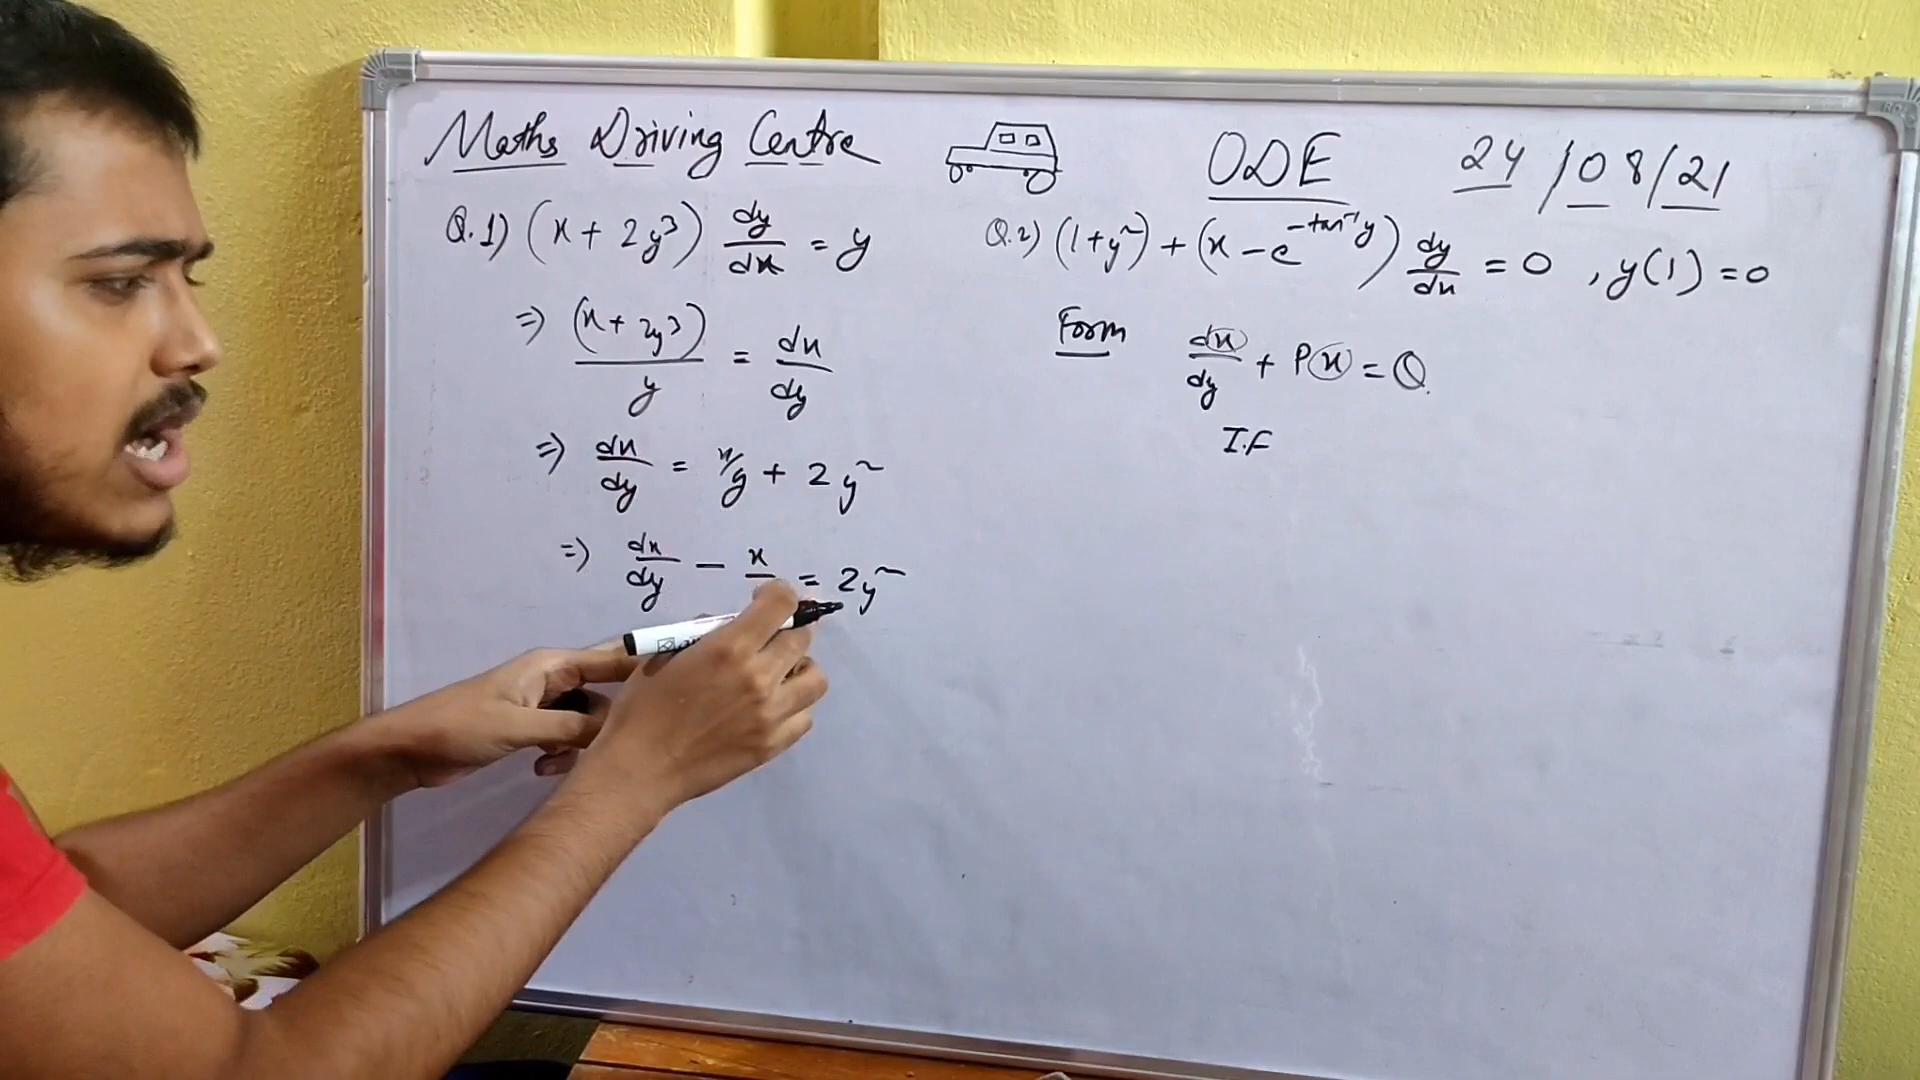 Maths Driving Centre
ODE
24/08/21
Q.1) (x + 2y³) dy/dx = y
⇒ (x + 2y³)/y = dx/dy
⇒ dx/dy = x/y + 2y²
⇒ dx/dy - x/ = 2y²
Q.2) (1+y²) + (x - e^(-tan⁻¹y)) dy/dx = 0 , y(1) = 0
Form dx/dy + Px = Q
I.F